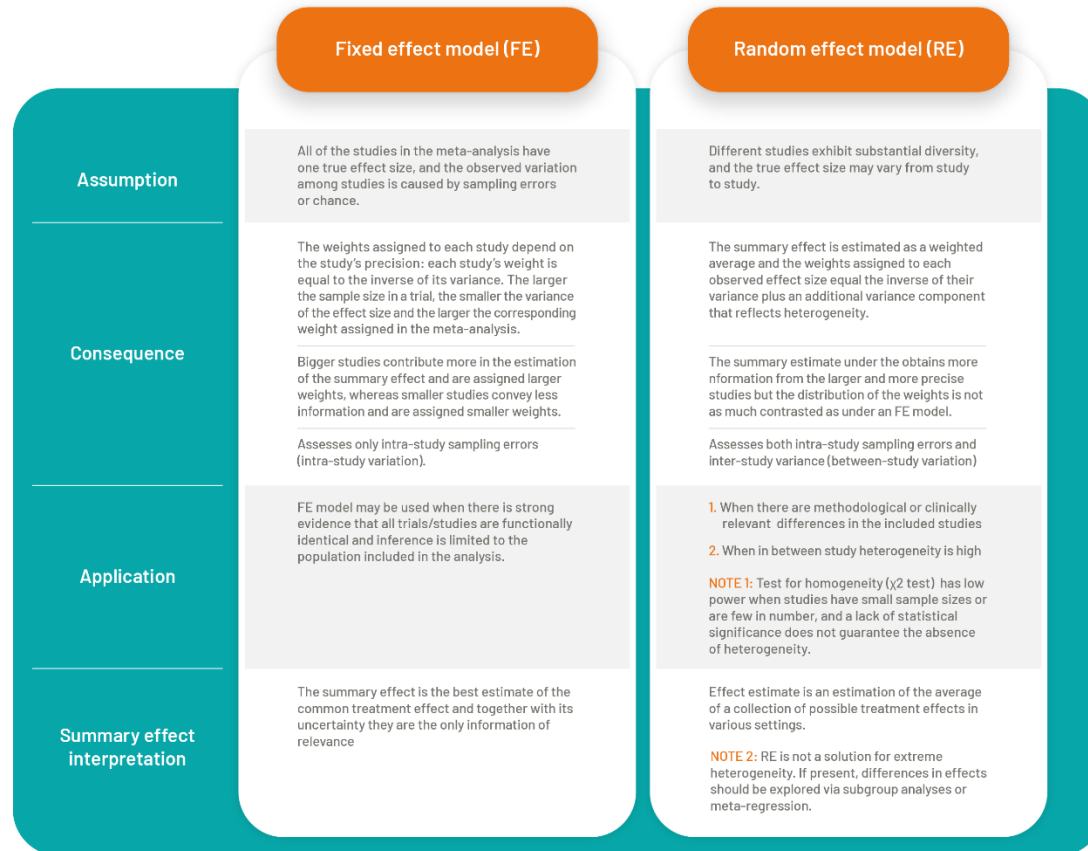 Fixed effect model (FE)
Random effect model (RE)
Assumption
All of the studies in the meta-analysis have
one true effect size, and the observed variation
among studies is caused by sampling errors
or chance.
Different studies exhibit substantial diversity,
and the true effect size may vary from study
to study.
Consequence
The weights assigned to each study depend on
the study's precision: each study's weight is
equal to the inverse of its variance. The larger
the sample size in a trial, the smaller the variance
of the effect size and the larger the corresponding
weight assigned in the meta-analysis.
Bigger studies contribute more in the estimation
of the summary effect and are assigned larger
weights, whereas smaller studies convey less
information and are assigned smaller weights.
Assesses only intra-study sampling errors
(intra-study variation).
The summary effect is estimated as a weighted
average and the weights assigned to each
observed effect size equal the inverse of their
variance plus an additional variance component
that reflects heterogeneity.
The summary estimate under the obtains more
nformation from the larger and more precise
studies but the distribution of the weights is not
as much contrasted as under an FE model.
Assesses both intra-study sampling errors and
inter-study variance (between-study variation)
Application
FE model may be used when there is strong
evidence that all trials/studies are functionally
identical and inference is limited to the
population included in the analysis.
1. When there are methodological or clinically
relevant differences in the included studies
2. When in between study heterogeneity is high
NOTE 1: Test for homogeneity (χ2 test) has low
power when studies have small sample sizes or
are few in number, and a lack of statistical
significance does not guarantee the absence
of heterogeneity.
Summary effect
interpretation
The summary effect is the best estimate of the
common treatment effect and together with its
uncertainty they are the only information of
relevance
Effect estimate is an estimation of the average
of a collection of possible treatment effects in
various settings.
NOTE 2: RE is not a solution for extreme
heterogeneity. If present, differences in effects
should be explored via subgroup analyses or
meta-regression.